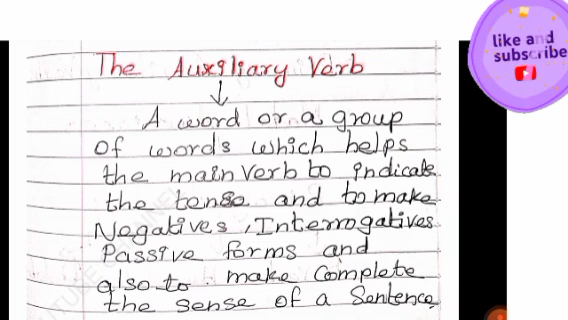 like and
subscribe
The Auxiliary Verb
A word or a group
of words which helps
the main verb to indicate
the tense and to make
Negatives, Interrogatives
Passive forms and
also to make Complete
the sense of a Sentence.